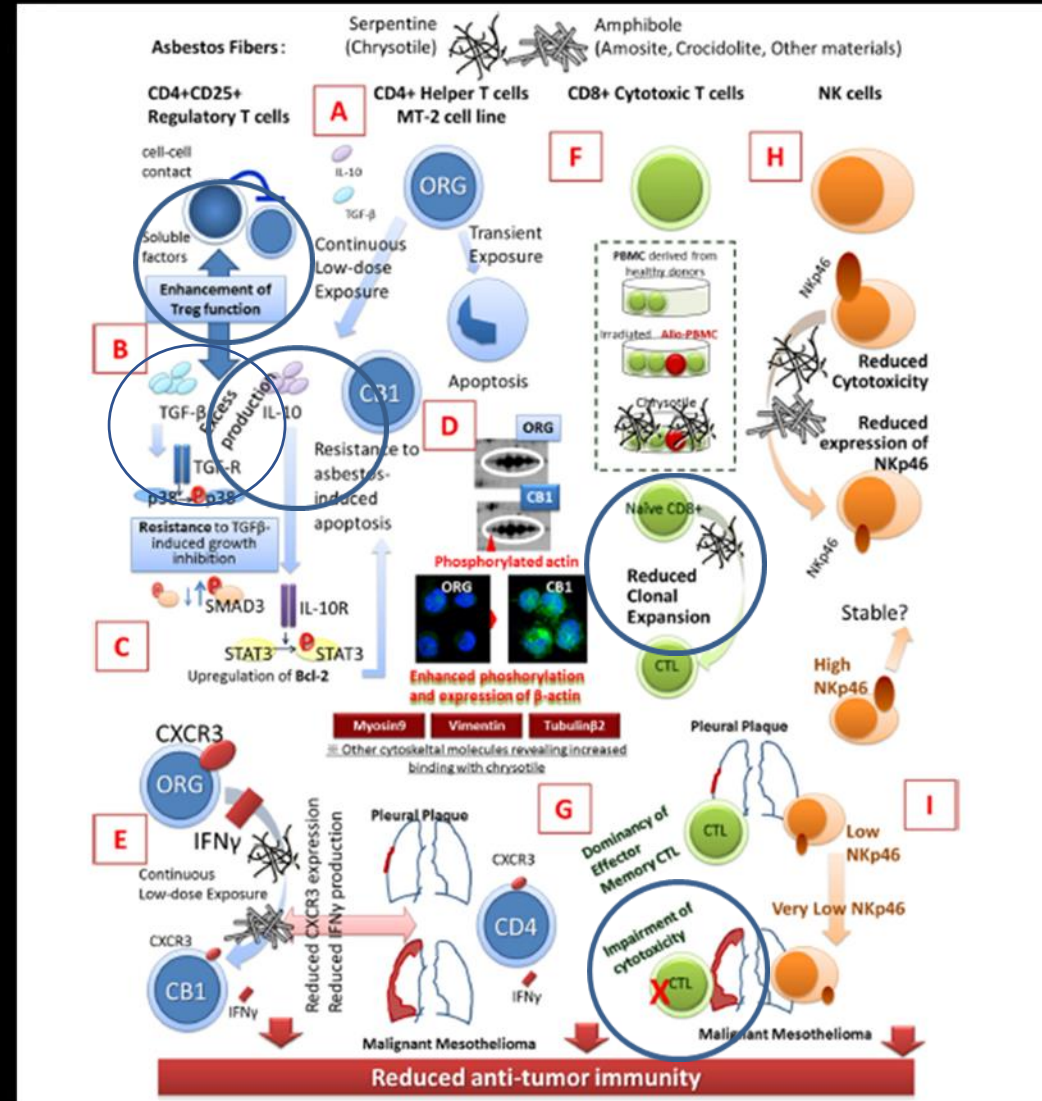 Asbestos Fibers:
Serpentine
(Chrysotile)
Amphibole
(Amosite, Crocidolite, Other materials)
CD4+CD25+
Regulatory T cells
A
CD4+ Helper T cells
MT-2 cell line
CD8+ Cytotoxic T cells
NK cells
cell-cell
contact
Soluble
factors
Enhancement of
Treg function
IL-10
TGF-β
ORG
Continuous
Low-dose
Exposure
Transient
Exposure
Apoptosis
B
TGF-β
Excess
production
IL-10
CB1
TGF-R
p38
P
p38
Resistance to TGFβ-
induced growth
inhibition
Resistance to
asbestos-
induced
apoptosis
C
P
P
SMAD3
IL-10R
STAT3
P
STAT3
Upregulation of Bcl-2
D
ORG
CB1
Phosphorylated actin
ORG
CB1
Enhanced phoshorylation
and expression of β-actin
Myosin9
Vimentin
Tubulinβ2
※ Other cytoskeltal molecules revealing increased
binding with chrysotile
E
CXCR3
ORG
IFNγ
Continuous
Low-dose Exposure
CXCR3
CB1
IFNγ
Reduced CXCR3 expression
Reduced IFNγ production
Pleural Plaque
CXCR3
CD4
IFNγ
Malignant Mesothelioma
F
PBMC derived from
healthy donors
Irradiated Allo-PBMC
Chrysotile
Naïve CD8+
Reduced
Clonal
Expansion
CTL
G
Pleural Plaque
Dominancy of
Effector
Memory CTL
CTL
Impairment of
cytotoxicity
X
CTL
Malignant Mesothelioma
H
NKp46
Reduced
Cytotoxicity
Reduced
expression of
NKp46
NKp46
Stable?
High
NKp46
I
Low
NKp46
Very Low NKp46
Reduced anti-tumor immunity